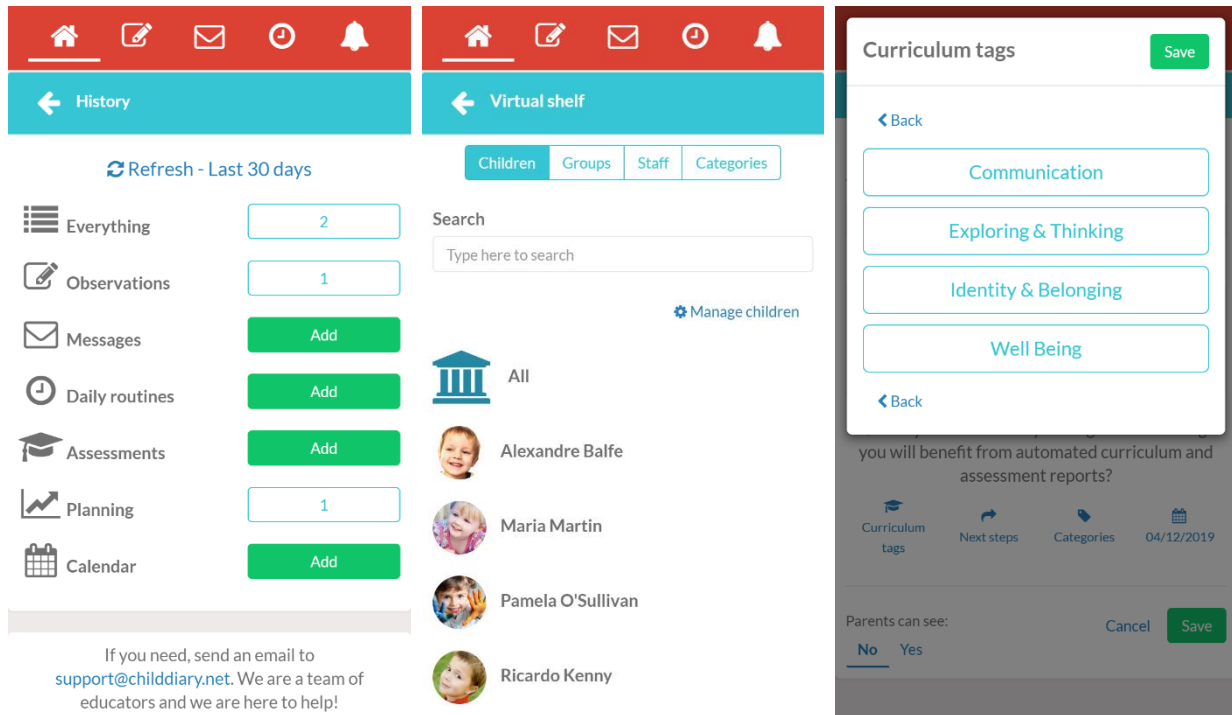 History
Refresh - Last 30 days
Everything 2
Observations 1
Messages Add
Daily routines Add
Assessments Add
Planning 1
Calendar Add
If you need, send an email to
support@childdiary.net. We are a team of
educators and we are here to help!
Virtual shelf
Children Groups Staff Categories
Search
Type here to search
Manage children
All
Alexandre Balfe
Maria Martin
Pamela O'Sullivan
Ricardo Kenny
Curriculum tags Save
Back
Communication
Exploring & Thinking
Identity & Belonging
Well Being
Back
you will benefit from automated curriculum and
assessment reports?
Curriculum
tags
Next steps
Categories
04/12/2019
Parents can see:
No Yes
Cancel Save